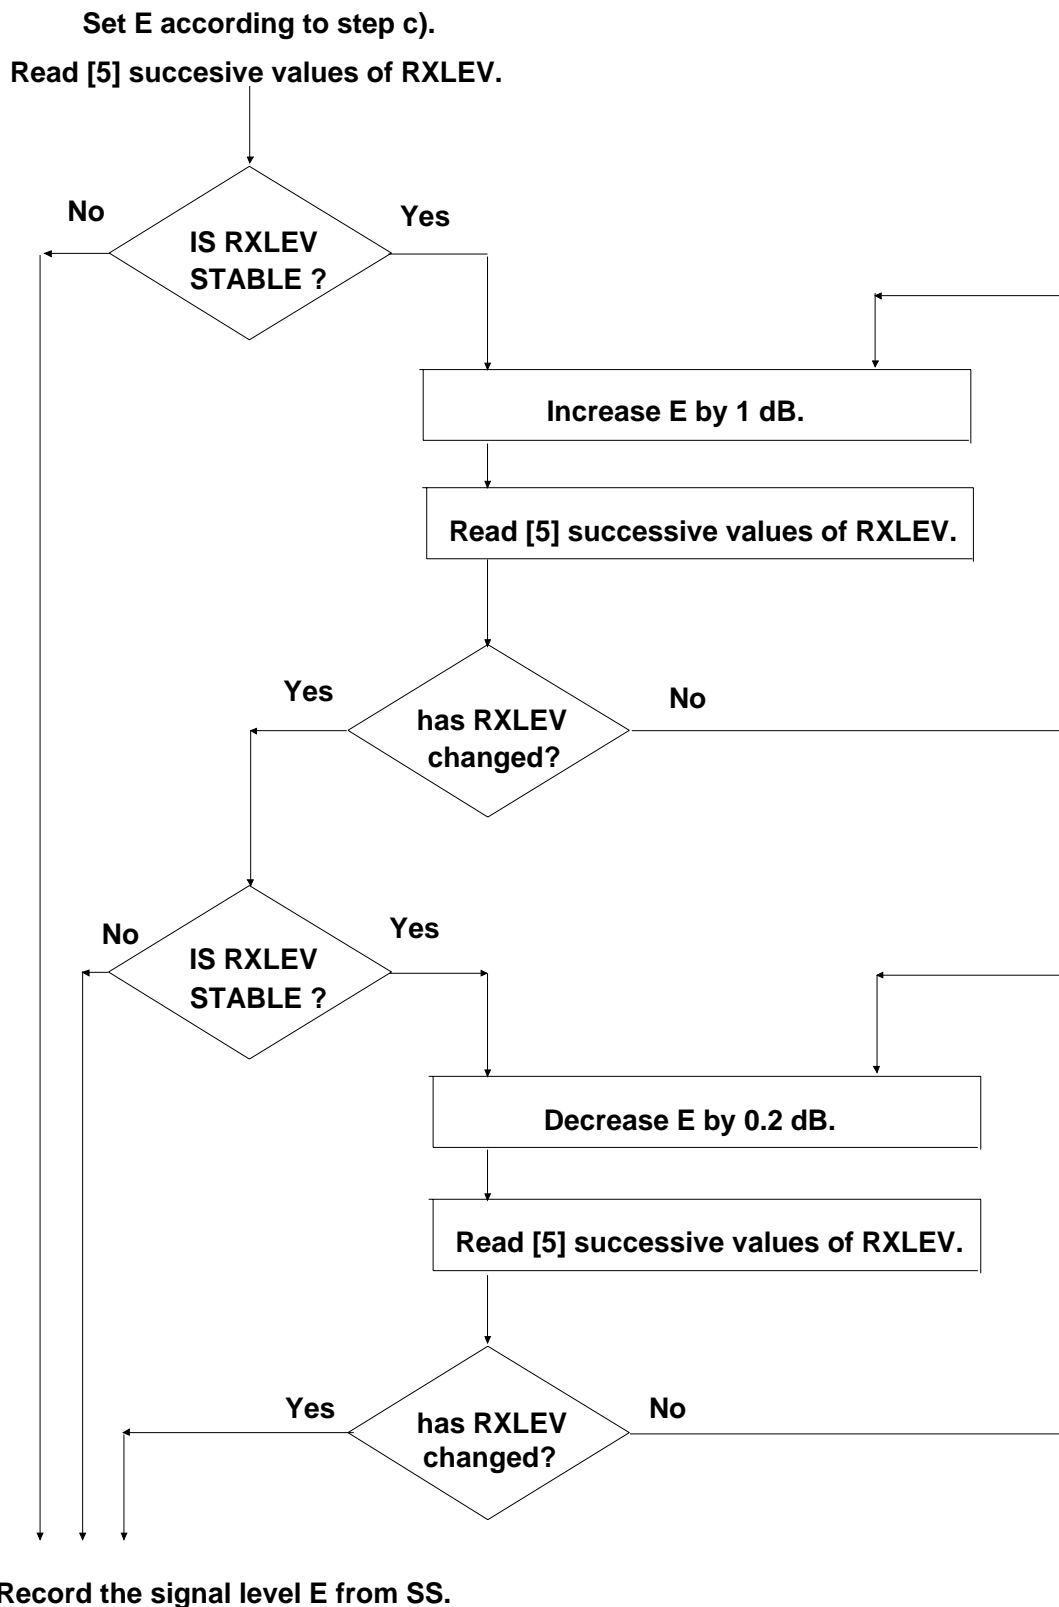 Set E according to step c).
Read [5] succesive values of RXLEV.
No
Yes
IS RXLEV
STABLE ?
Increase E by 1 dB.
Read [5] successive values of RXLEV.
Yes
No
has RXLEV
changed?
No
Yes
IS RXLEV
STABLE ?
Decrease E by 0.2 dB.
Read [5] successive values of RXLEV.
Yes
No
has RXLEV
changed?
Record the signal level E from SS.